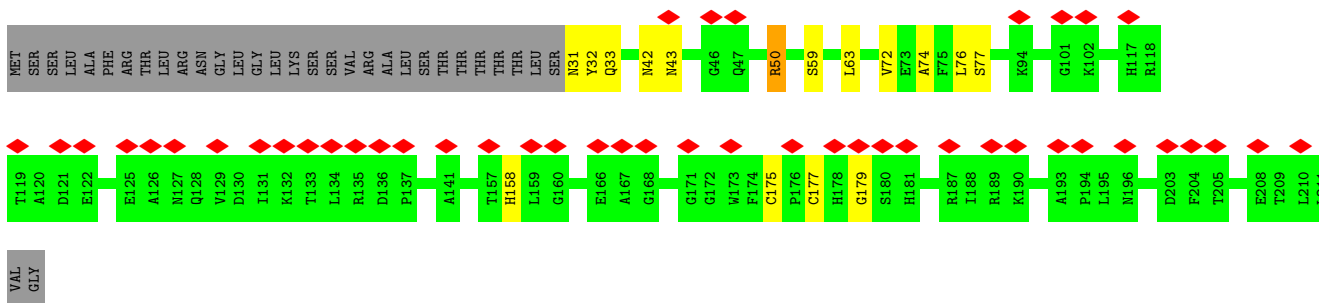 MET SER SER LEU ALA PHE ARG THR LEU ARG ASN GLY LEU GLY LEU LYS SER SER VAL ARG ALA LEU SER THR THR THR THR THR LEU SER N31 Y32 Q33 N42 N43 G46 Q47 R50 S59 L63 V72 E73 A74 F75 L76 S77 K94 G101 K102 H117 R118
T119 A120 D121 E122 E125 A126 N127 Q128 V129 D130 I131 K132 T133 L134 R135 D136 P137 A141 T157 H158 L159 G160 E166 A167 G168 G171 G172 W173 F174 C175 P176 C177 H178 G179 S180 H181 R187 I188 R189 K190 A193 P194 L195 N196 D203 F204 T205 E208 T209 L210
VAL GLY